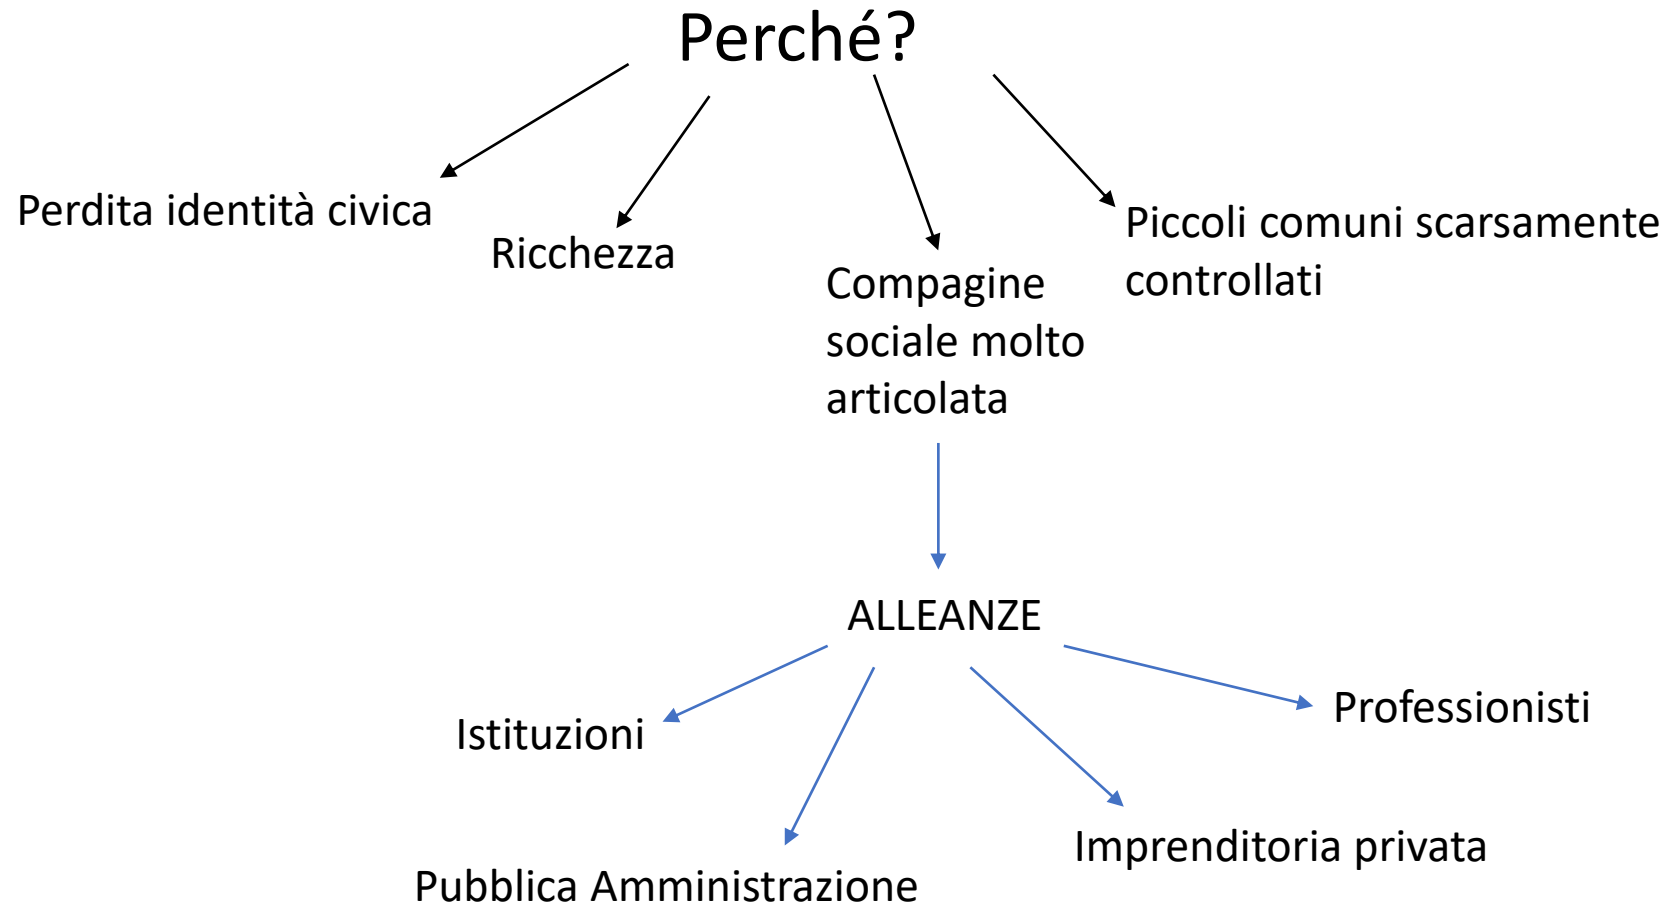 Perché?
Perdita identità civica
Ricchezza
Compagine
sociale molto
articolata
Piccoli comuni scarsamente
controllati
ALLEANZE
Istituzioni
Pubblica Amministrazione
Imprenditoria privata
Professionisti